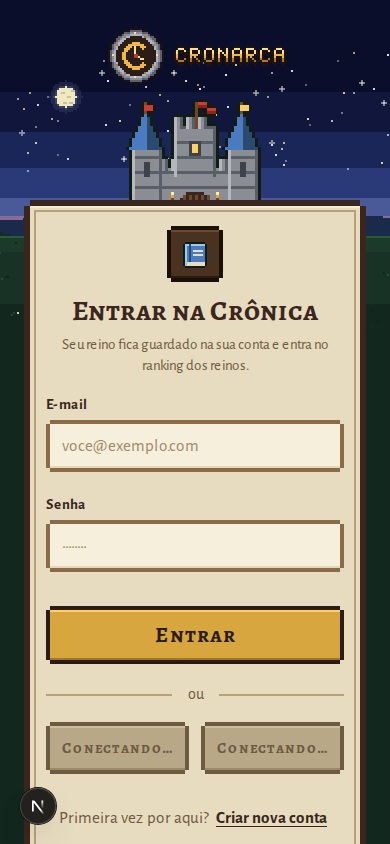 CRONARCA
Entrar na Crônica
Seu reino fica guardado na sua conta e entra no
ranking dos reinos.
E-mail
voce@exemplo.com
Senha
········
Entrar
ou
Conectando… Conectando…
N
Primeira vez por aqui? Criar nova conta